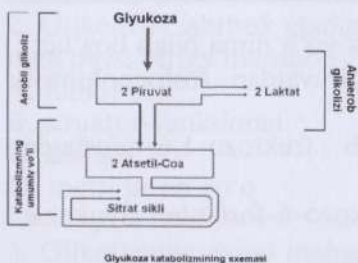 Glyukoza
Aerobli glikoliz
2 Piruvat
2 Laktat
Anaerob glikolizi
Katabolizmning umumiy yo'li
2 Atsetil-Coa
Sitrat sikli
Glyukoza katabolizmining sxemasi